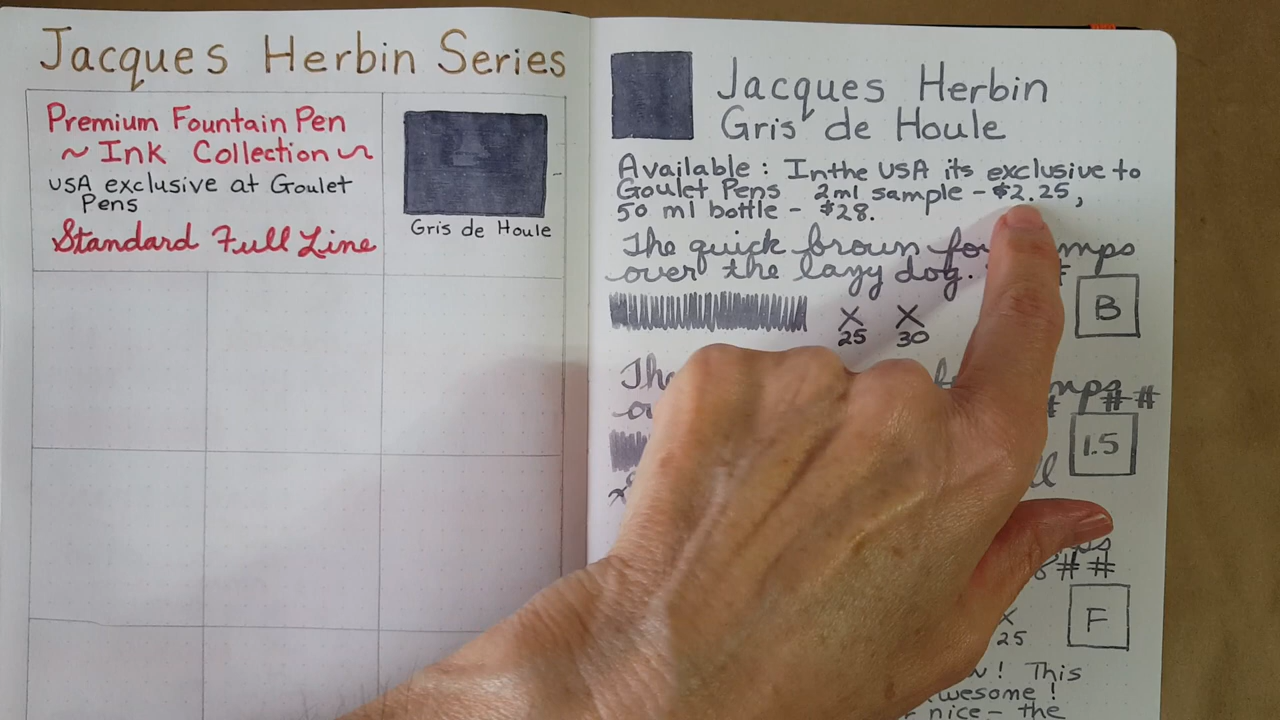 Jacques Herbin Series
Premium Fountain Pen
~ Ink Collection ~
USA exclusive at Goulet
Pens
Standard Full Line
Gris de Houle
Jacques Herbin
Gris de Houle
Available : In the USA its exclusive to
Goulet Pens 2ml sample - $2.25,
50 ml bottle - $28.
The quick brown
over the lazy dog.
B
X X
25 30
The
# #
1.5
# #
F
X
25
! This
awesome !
nice - the